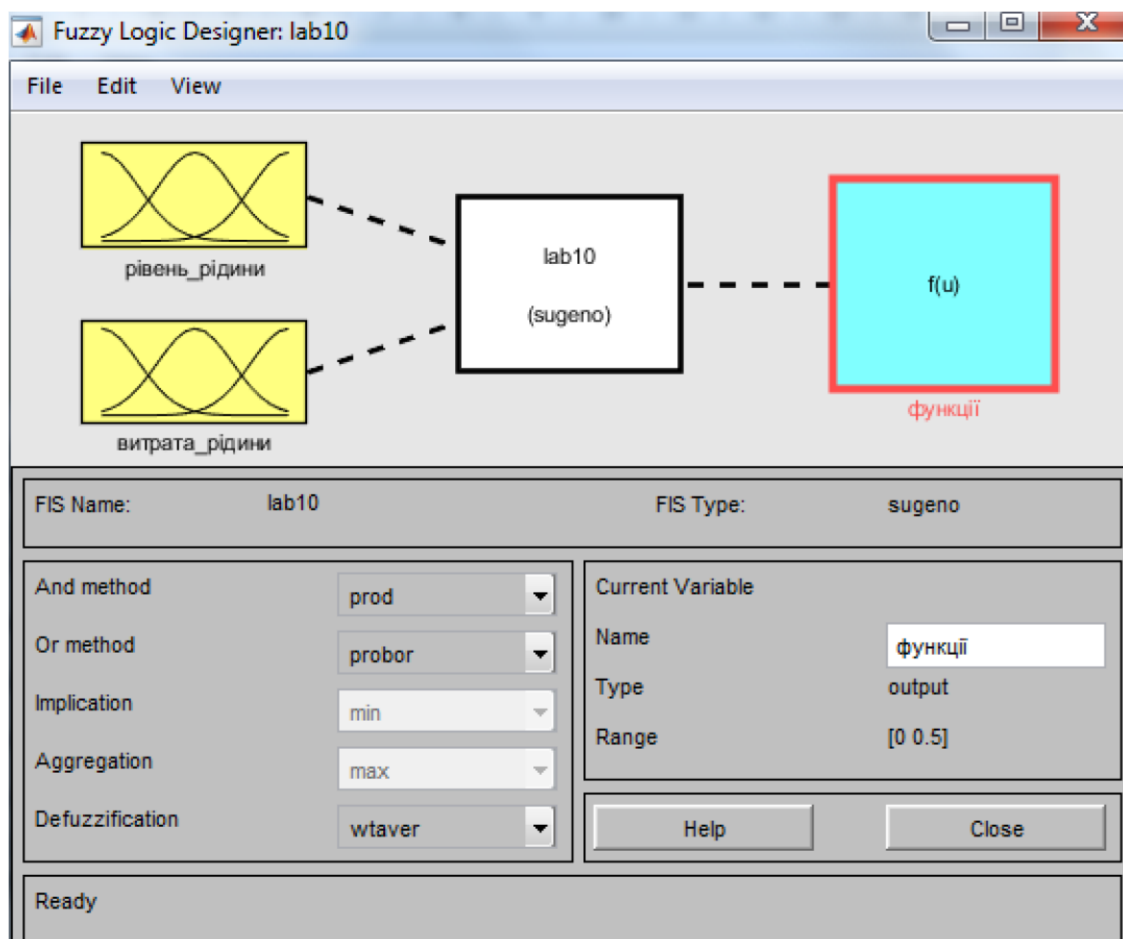 Fuzzy Logic Designer: lab10
File Edit View
рівень_рідини
витрата_рідини
lab10
(sugeno)
f(u)
функції
FIS Name: lab10 FIS Type: sugeno
And method prod
Or method probor
Implication min
Aggregation max
Defuzzification wtaver
Current Variable
Name функції
Type output
Range [0 0.5]
Help Close
Ready